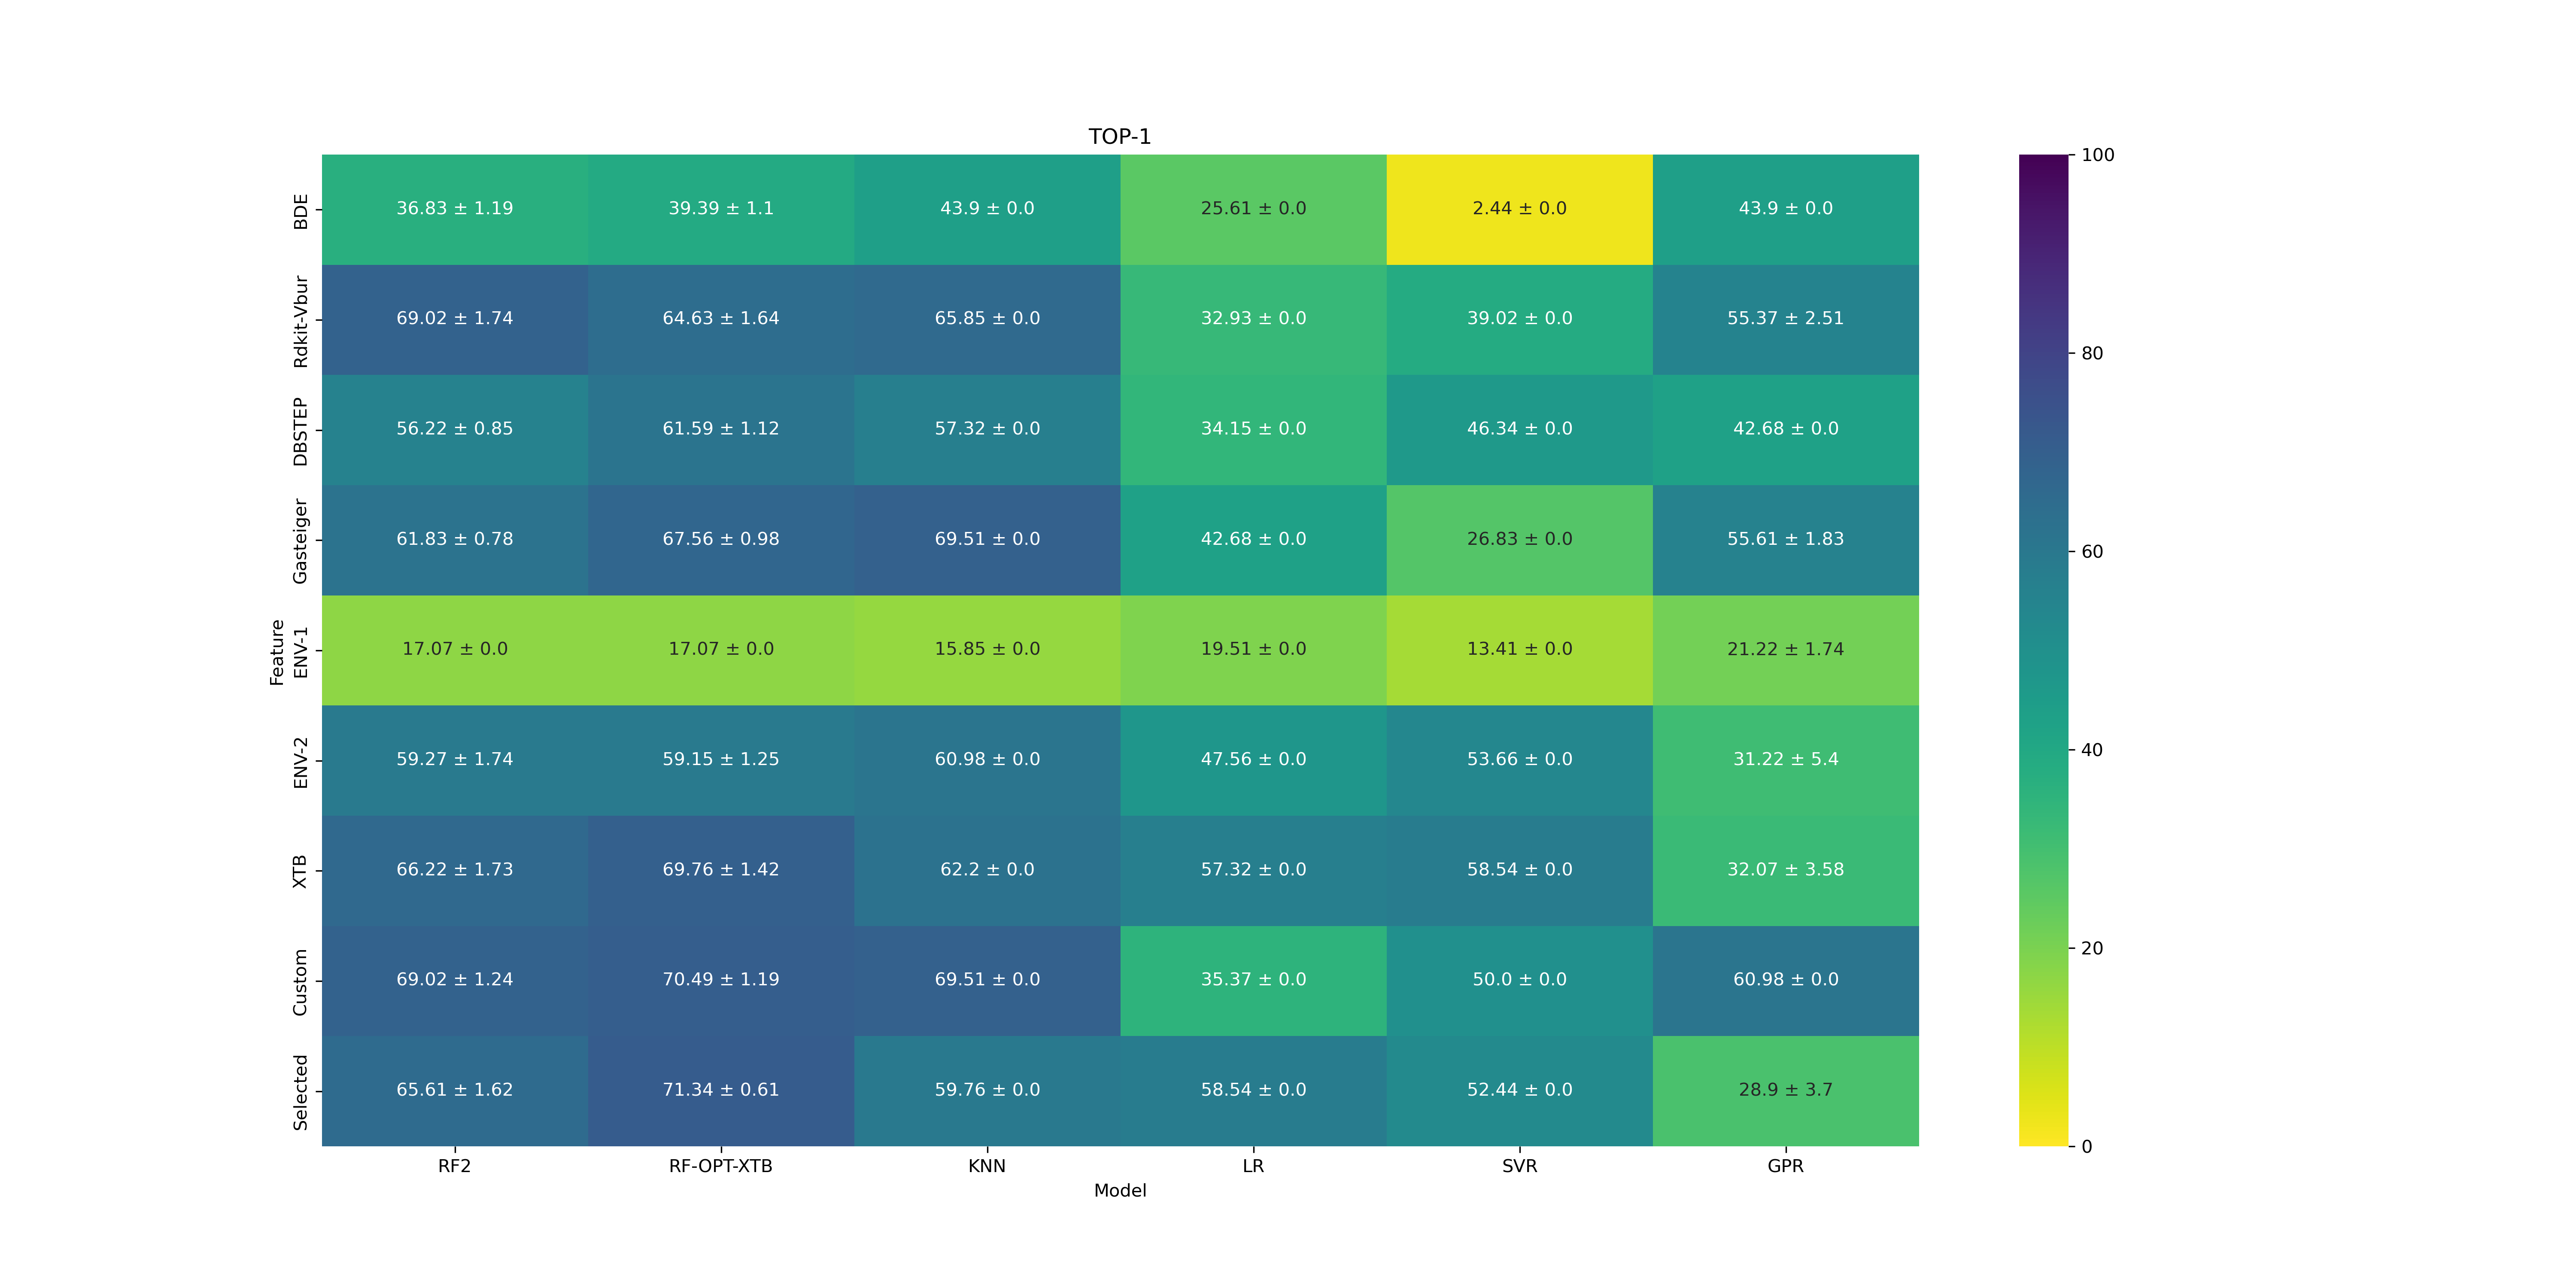 TOP-1
BDE 36.83 ± 1.19 39.39 ± 1.1 43.9 ± 0.0 25.61 ± 0.0 2.44 ± 0.0 43.9 ± 0.0
Rdkit-Vbur 69.02 ± 1.74 64.63 ± 1.64 65.85 ± 0.0 32.93 ± 0.0 39.02 ± 0.0 55.37 ± 2.51
DBSTEP 56.22 ± 0.85 61.59 ± 1.12 57.32 ± 0.0 34.15 ± 0.0 46.34 ± 0.0 42.68 ± 0.0
Gasteiger 61.83 ± 0.78 67.56 ± 0.98 69.51 ± 0.0 42.68 ± 0.0 26.83 ± 0.0 55.61 ± 1.83
Feature
ENV-1 17.07 ± 0.0 17.07 ± 0.0 15.85 ± 0.0 19.51 ± 0.0 13.41 ± 0.0 21.22 ± 1.74
ENV-2 59.27 ± 1.74 59.15 ± 1.25 60.98 ± 0.0 47.56 ± 0.0 53.66 ± 0.0 31.22 ± 5.4
XTB 66.22 ± 1.73 69.76 ± 1.42 62.2 ± 0.0 57.32 ± 0.0 58.54 ± 0.0 32.07 ± 3.58
Custom 69.02 ± 1.24 70.49 ± 1.19 69.51 ± 0.0 35.37 ± 0.0 50.0 ± 0.0 60.98 ± 0.0
Selected 65.61 ± 1.62 71.34 ± 0.61 59.76 ± 0.0 58.54 ± 0.0 52.44 ± 0.0 28.9 ± 3.7
RF2 RF-OPT-XTB KNN LR SVR GPR
Model
100
80
60
40
20
0